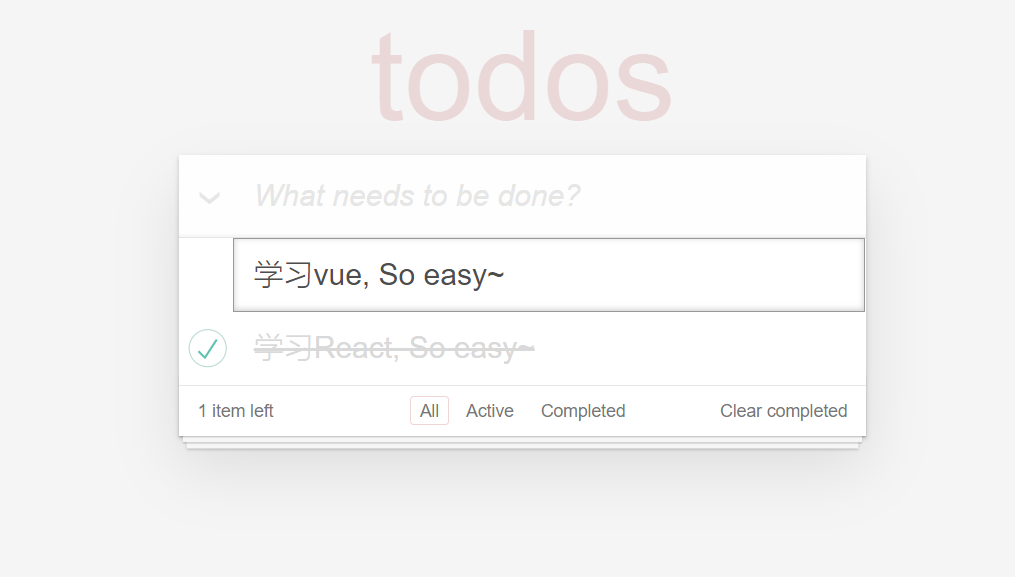 todos
What needs to be done?
学习vue, So easy~
学习React, So easy~
1 item left All Active Completed Clear completed